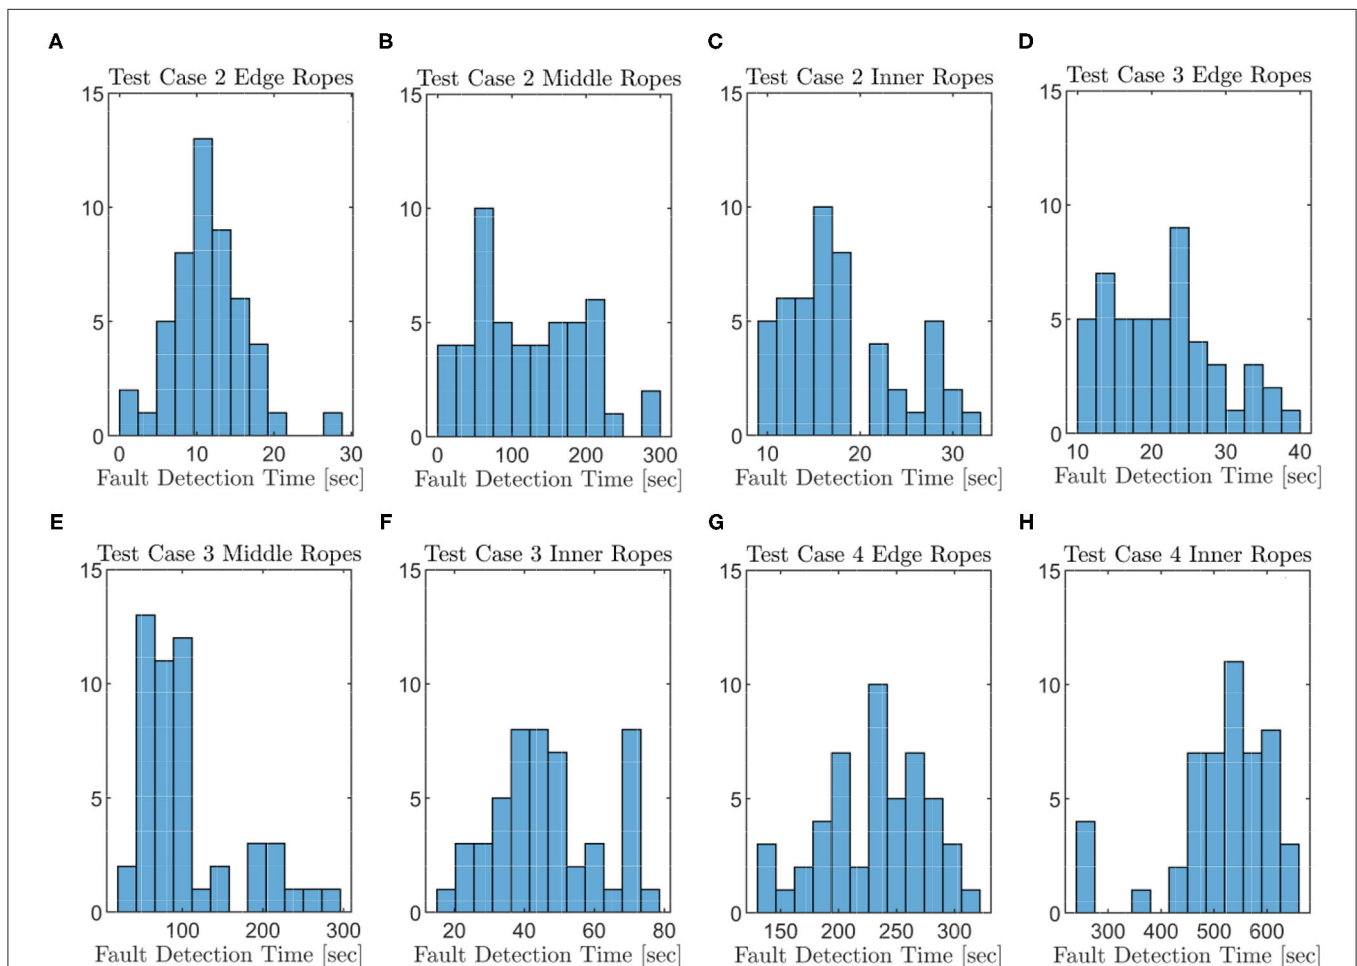 A
B
C
D
Test Case 2 Edge Ropes
Test Case 2 Middle Ropes
Test Case 2 Inner Ropes
Test Case 3 Edge Ropes
15
10
5
0
0 10 20 30
Fault Detection Time [sec]
15
10
5
0
0 100 200 300
Fault Detection Time [sec]
15
10
5
0
10 20 30
Fault Detection Time [sec]
15
10
5
0
10 20 30 40
Fault Detection Time [sec]
E
F
G
H
Test Case 3 Middle Ropes
Test Case 3 Inner Ropes
Test Case 4 Edge Ropes
Test Case 4 Inner Ropes
15
10
5
0
100 200 300
Fault Detection Time [sec]
15
10
5
0
20 40 60 80
Fault Detection Time [sec]
15
10
5
0
150 200 250 300
Fault Detection Time [sec]
15
10
5
0
300 400 500 600
Fault Detection Time [sec]